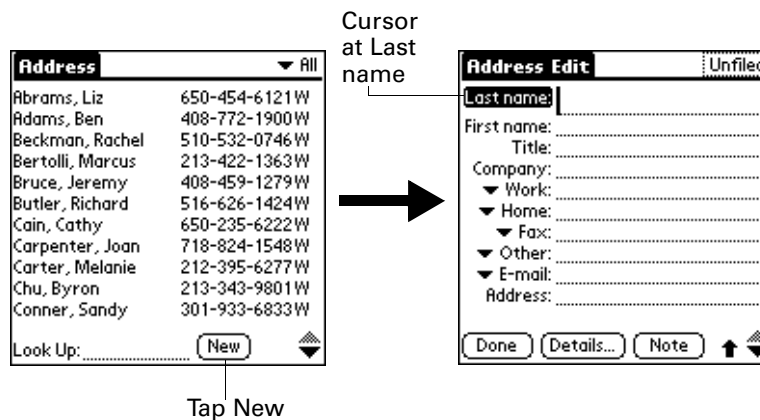 Cursor
at Last
name
Address All
Abrams, Liz 650-454-6121W
Adams, Ben 408-772-1900W
Beckman, Rachel 510-532-0746W
Bertolli, Marcus 213-422-1363W
Bruce, Jeremy 408-459-1279W
Butler, Richard 516-626-1424W
Cain, Cathy 650-235-6222W
Carpenter, Joan 718-824-1548W
Carter, Melanie 212-395-6277W
Chu, Byron 213-343-9801W
Conner, Sandy 301-933-6833W
Look Up: New
Tap New
Address Edit Unfiled
Last name:
First name:
Title:
Company:
Work:
Home:
Fax:
Other:
E-mail:
Address:
Done Details... Note